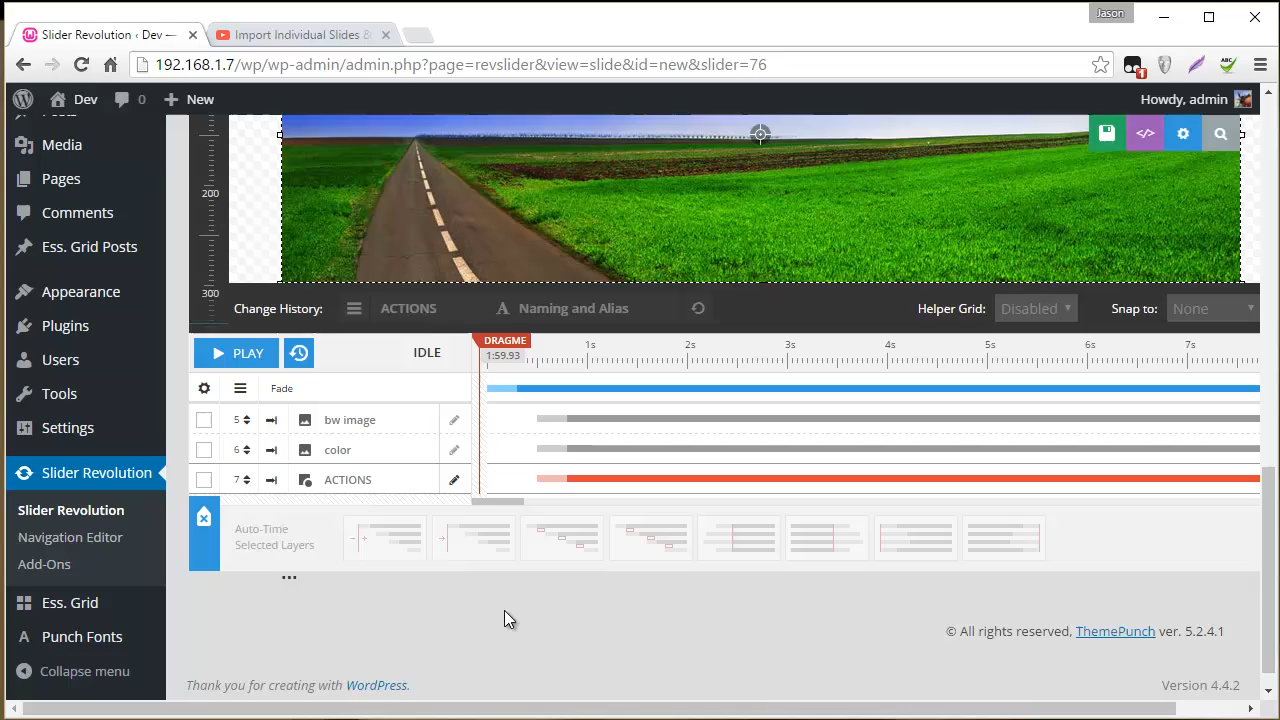 Jason
Slider Revolution ‹ Dev —
Import Individual Slides &
192.168.1.7/wp/wp-admin/admin.php?page=revslider&view=slide&id=new&slider=76
ABC
1
Dev
0
New
Howdy, admin
Posts
Media
Pages
Comments
Ess. Grid Posts
Appearance
Plugins
Users
Tools
Settings
Slider Revolution
Slider Revolution
Navigation Editor
Add-Ons
Ess. Grid
Punch Fonts
Collapse menu
</>
200
300
Change History:
ACTIONS
Naming and Alias
Helper Grid:
Disabled
Snap to:
None
PLAY
IDLE
DRAGME
1:59.93
1s
2s
3s
4s
5s
6s
7s
Fade
5
bw image
6
color
7
ACTIONS
Auto-Time
Selected Layers
...
© All rights reserved, ThemePunch ver. 5.2.4.1
Thank you for creating with WordPress.
Version 4.4.2